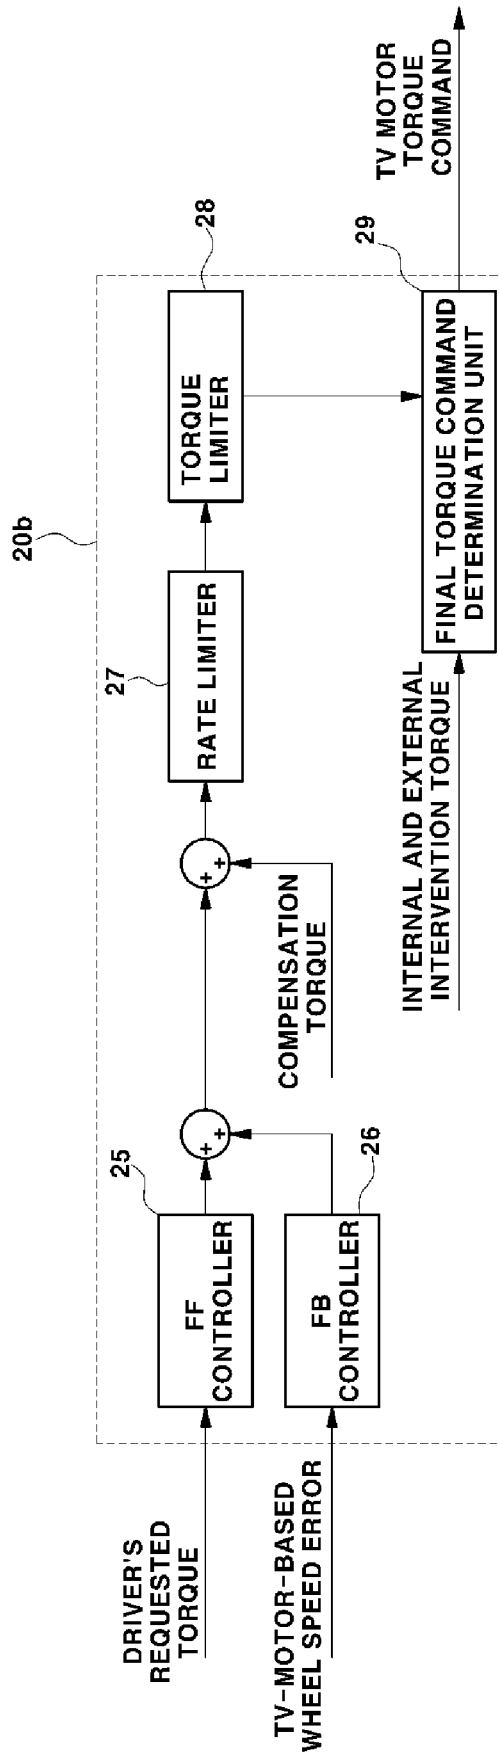 20b
DRIVER'S
REQUESTED
TORQUE
25
FF
CONTROLLER
+
+
+
+
27
RATE LIMITER
28
TORQUE
LIMITER
TV-MOTOR-BASED
WHEEL SPEED ERROR
26
FB
CONTROLLER
COMPENSATION
TORQUE
INTERNAL AND EXTERNAL
INTERVENTION TORQUE
29
FINAL TORQUE COMMAND
DETERMINATION UNIT
TV MOTOR
TORQUE
COMMAND